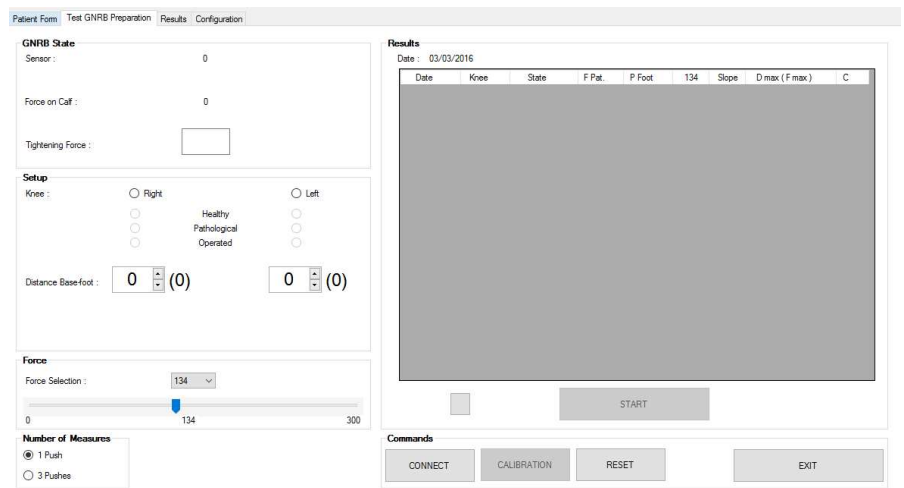 Patient Form Test GNRB Preparation Results Configuration
GNRB State
Sensor : 0
Force on Calf : 0
Tightening Force :
Setup
Knee : Right Left
Healthy
Pathological
Operated
Distance Base-foot : 0 (0) 0 (0)
Force
Force Selection : 134
0 134 300
Number of Measures
1 Push
3 Pushes
Results
Date : 03/03/2016
Date Knee State F Pat. P Foot 134 Slope D max ( F max ) C
START
Commands
CONNECT CALIBRATION RESET EXIT